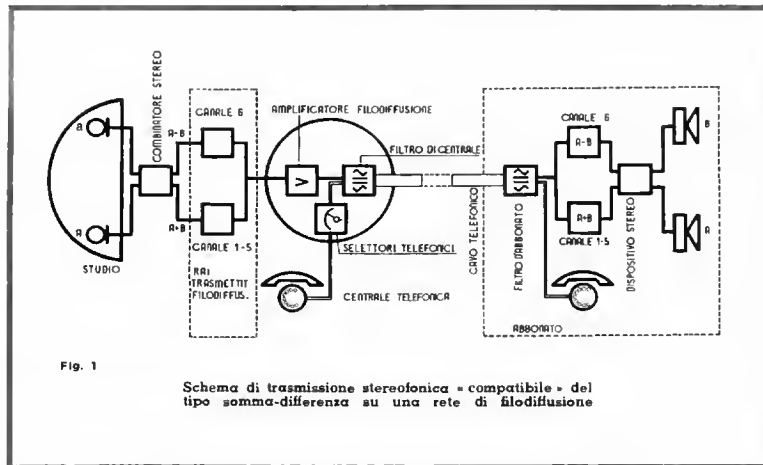 COMBINATORE STEREO
B
A
STUDIO
A-B
A+B
CANALE 6
CANALE 1-5
RAI
TRASMETTIT
FILODIFFUS.
AMPLIFICATORE FILODIFFUSIONE
FILTRO DI CENTRALE
V
SELETTORI TELEFONICI
CENTRALE TELEFONICA
CAVO TELEFONICO
FILTRO D'ABBONATO
CANALE 6
A-B
A+B
CANALE 1-5
DISPOSITIVO STEREO
B
A
ABBONATO
Fig. 1
Schema di trasmissione stereofonica « compatibile » del
tipo somma-differenza su una rete di filodiffusione